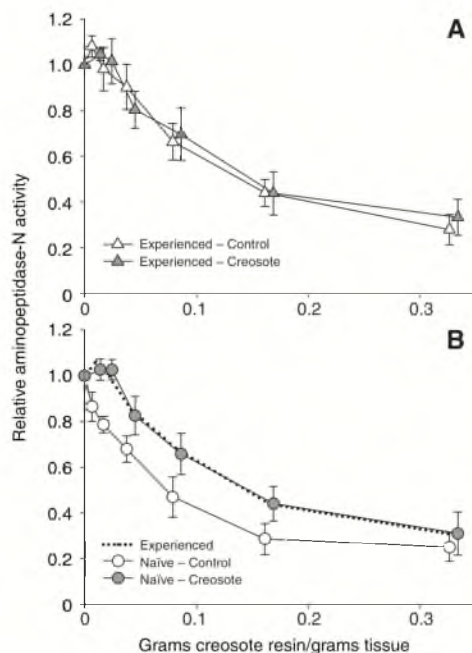 Relative aminopeptidase-N activity
1.2
A
1.0
0.8
0.6
0.4
0.2
0
Experienced – Control
Experienced – Creosote
0
0.1
0.2
0.3
1.2
B
1.0
0.8
0.6
0.4
0.2
0
Experienced
Naïve – Control
Naïve – Creosote
0
0.1
0.2
0.3
Grams creosote resin/grams tissue